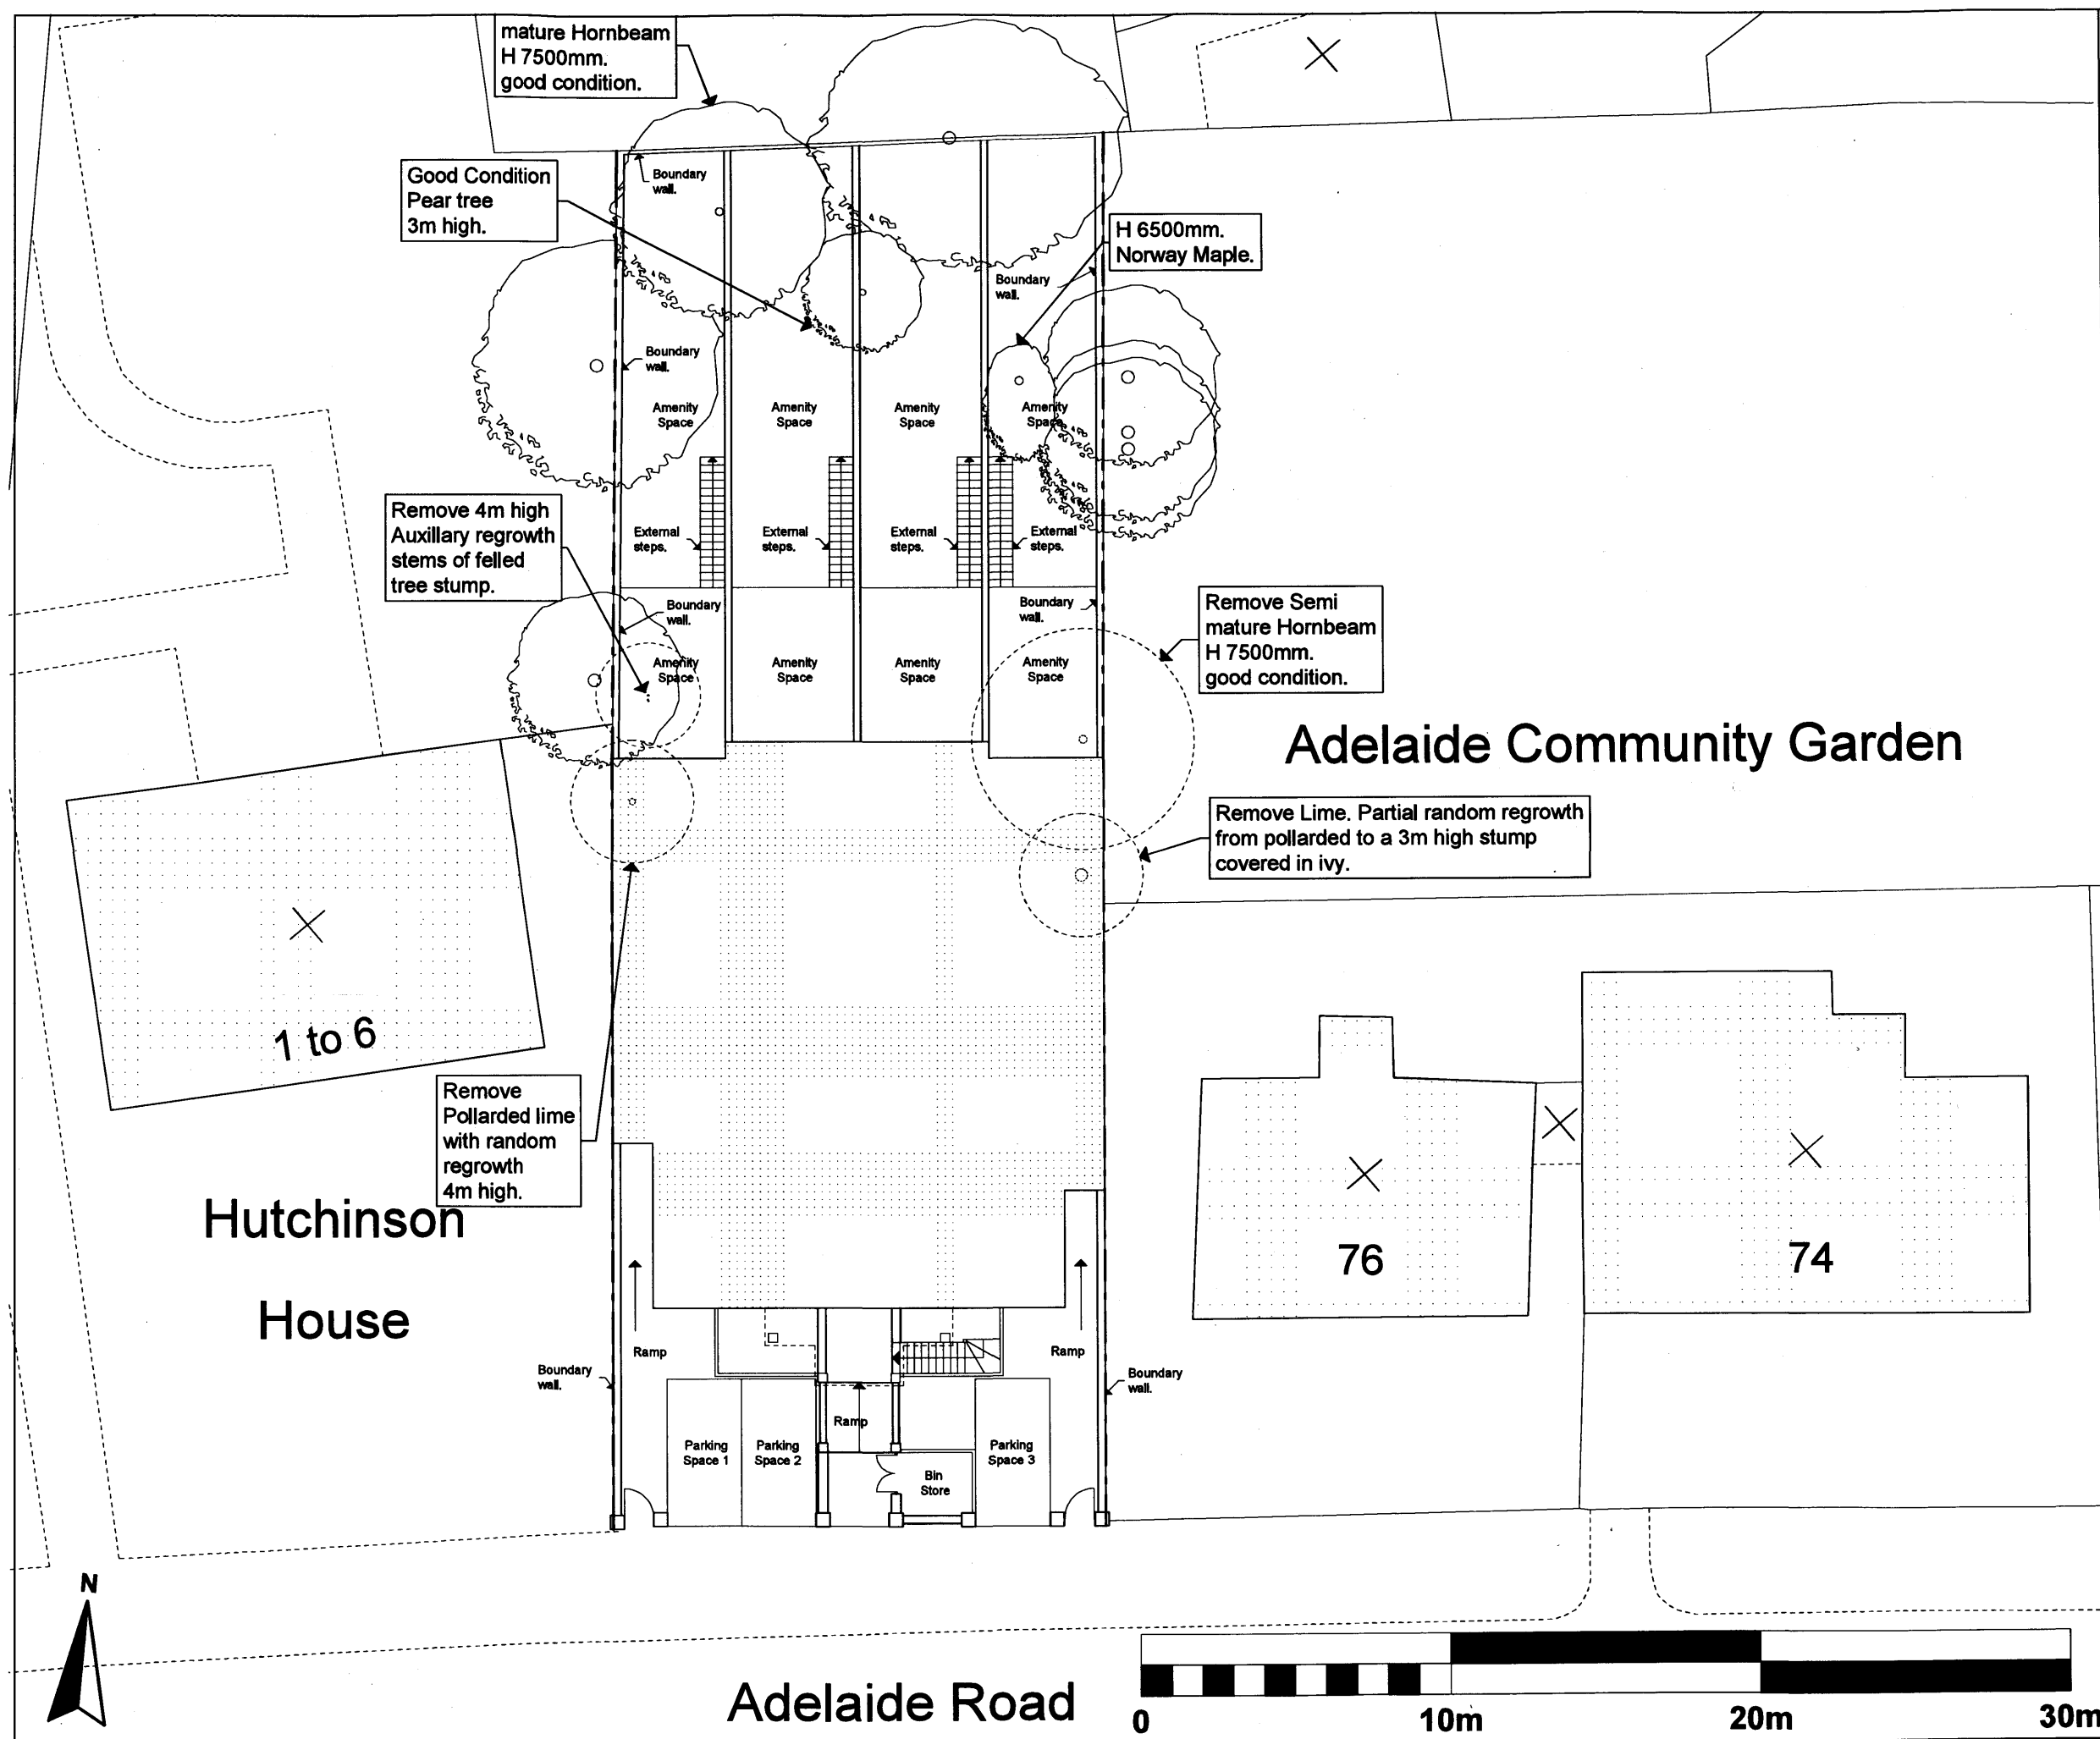 mature Hornbeam
H 7500mm.
good condition.
Good Condition
Pear tree
3m high.
Boundary
wall.
H 6500mm.
Norway Maple.
Boundary
wall.
Boundary
wall.
Amenity
Space
Amenity
Space
Amenity
Space
Amenity
Space
Remove 4m high
Auxillary regrowth
stems of felled
tree stump.
External
steps.
External
steps.
External
steps.
External
steps.
Boundary
wall.
Boundary
wall.
Remove Semi
mature Hornbeam
H 7500mm.
good condition.
Amenity
Space
Amenity
Space
Amenity
Space
Amenity
Space
Adelaide Community Garden
Remove Lime. Partial random regrowth
from pollarded to a 3m high stump
covered in ivy.
1 to 6
Remove
Pollarded lime
with random
regrowth
4m high.
Hutchinson
House
76
74
Ramp
Ramp
Boundary
wall.
Boundary
wall.
Ramp
Parking
Space 1
Parking
Space 2
Parking
Space 3
Bin
Store
N
Adelaide Road
0 10m 20m 30m